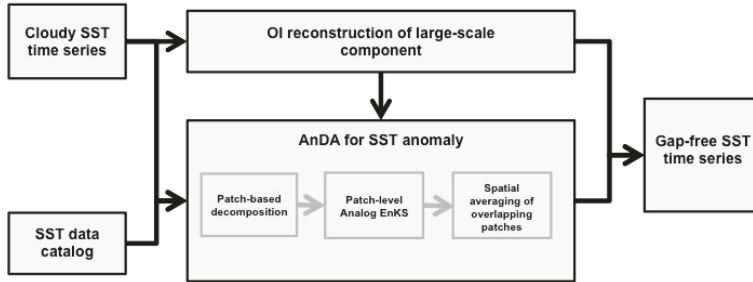 Cloudy SST
time series
OI reconstruction of large-scale
component
AnDA for SST anomaly
Patch-based
decomposition
Patch-level
Analog EnKS
Spatial
averaging of
overlapping
patches
SST data
catalog
Gap-free SST
time series